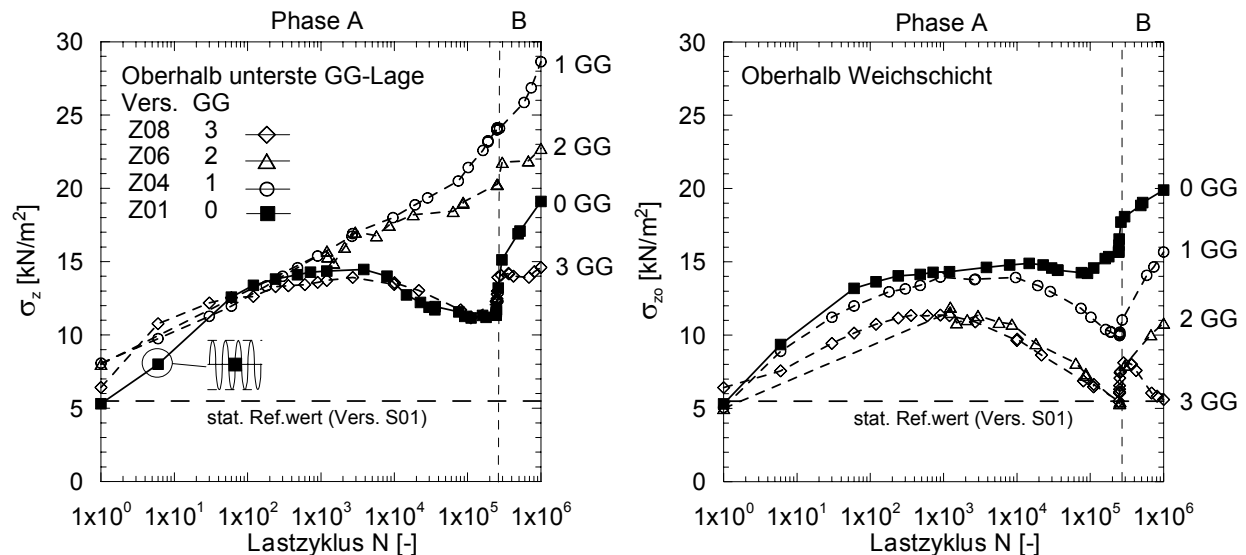 Phase A B
30
25
20
15
10
5
0
σz [kN/m²]
Oberhalb unterste GG-Lage
Vers. GG
Z08 3
Z06 2
Z04 1
Z01 0
1 GG
2 GG
0 GG
3 GG
stat. Ref.wert (Vers. S01)
1x10⁰ 1x10¹ 1x10² 1x10³ 1x10⁴ 1x10⁵ 1x10⁶
Lastzyklus N [-]
Phase A B
30
25
20
15
10
5
0
σzo [kN/m²]
Oberhalb Weichschicht
0 GG
1 GG
2 GG
3 GG
stat. Ref.wert (Vers. S01)
1x10⁰ 1x10¹ 1x10² 1x10³ 1x10⁴ 1x10⁵ 1x10⁶
Lastzyklus N [-]